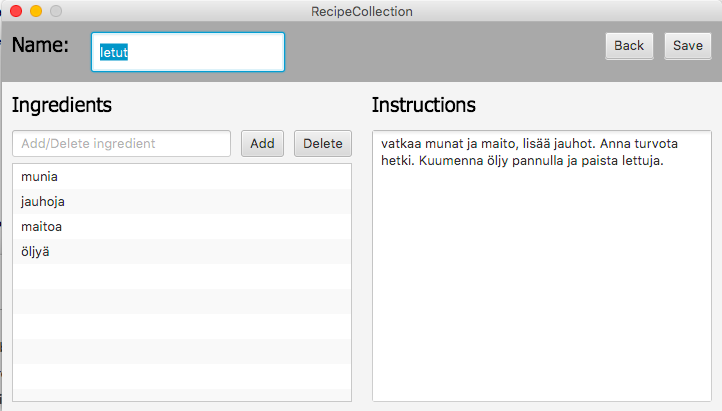 RecipeCollection
Name:
letut
Back
Save
Ingredients
Add/Delete ingredient
Add
Delete
munia
jauhoja
maitoa
öljyä
Instructions
vatkaa munat ja maito, lisää jauhot. Anna turvota
hetki. Kuumenna öljy pannulla ja paista lettuja.